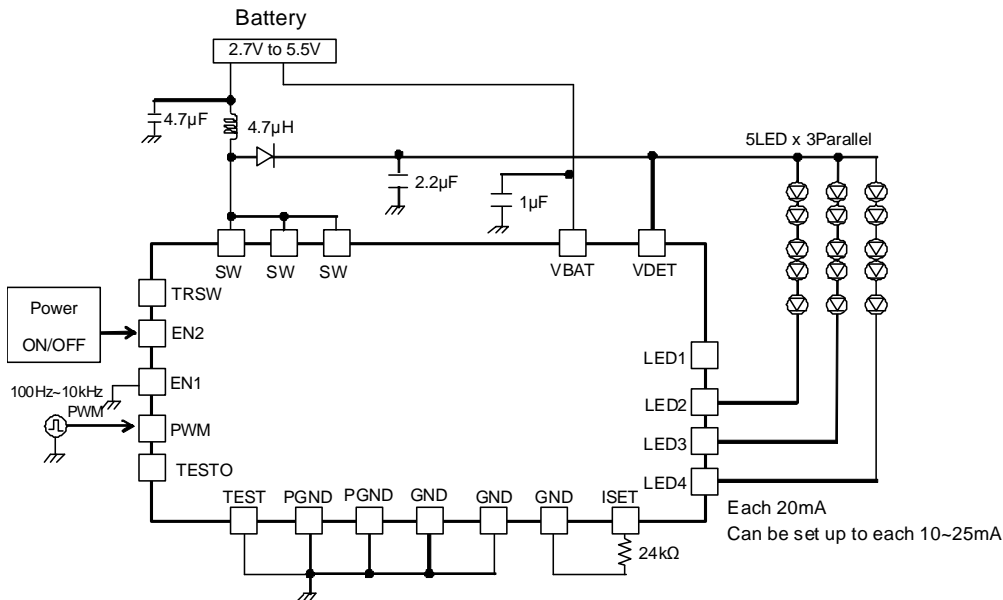 Battery
2.7V to 5.5V
4.7µF
4.7µH
5LED x 3Parallel
2.2µF
1µF
SW
SW
SW
VBAT
VDET
TRSW
Power
ON/OFF
EN2
LED1
EN1
100Hz~10kHz
PWM
LED2
PWM
LED3
TESTO
LED4
TEST
PGND
PGND
GND
GND
GND
ISET
Each 20mA
Can be set up to each 10~25mA
24kΩ